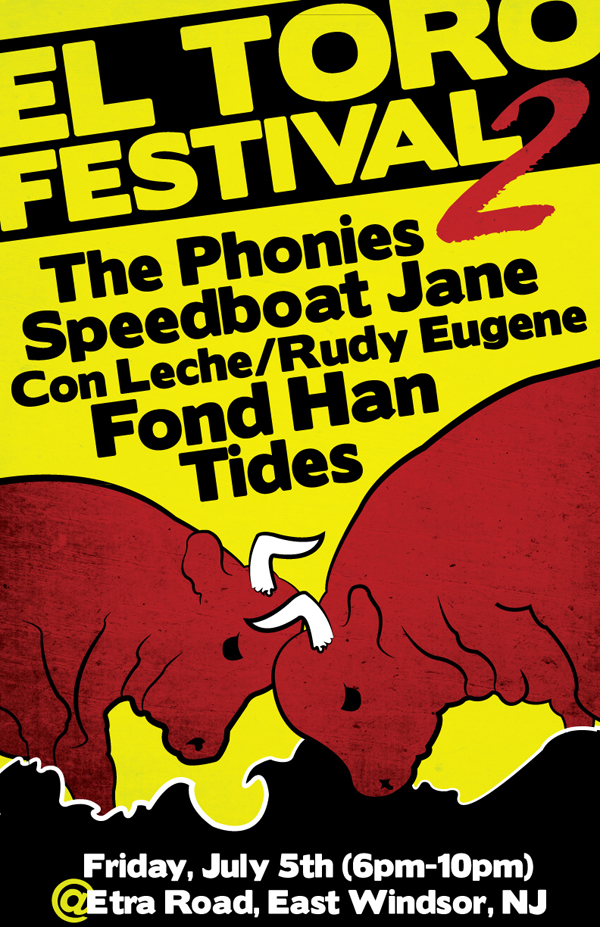 EL TORO
FESTIVAL 2
The Phonies
Speedboat Jane
Con Leche/Rudy Eugene
Fond Han
Tides
Friday, July 5th (6pm-10pm)
@Etra Road, East Windsor, NJ